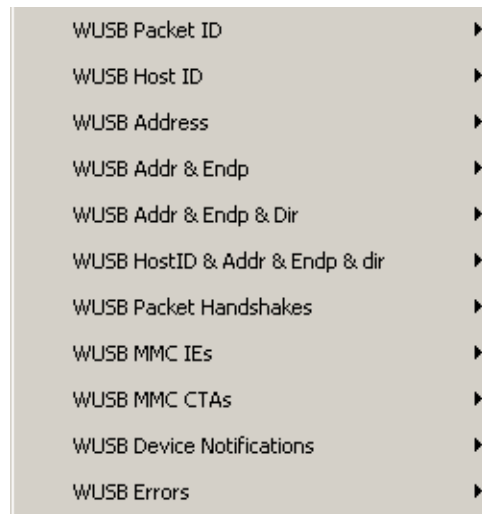 WUSB Packet ID
WUSB Host ID
WUSB Address
WUSB Addr & Endp
WUSB Addr & Endp & Dir
WUSB HostID & Addr & Endp & dir
WUSB Packet Handshakes
WUSB MMC IEs
WUSB MMC CTAs
WUSB Device Notifications
WUSB Errors